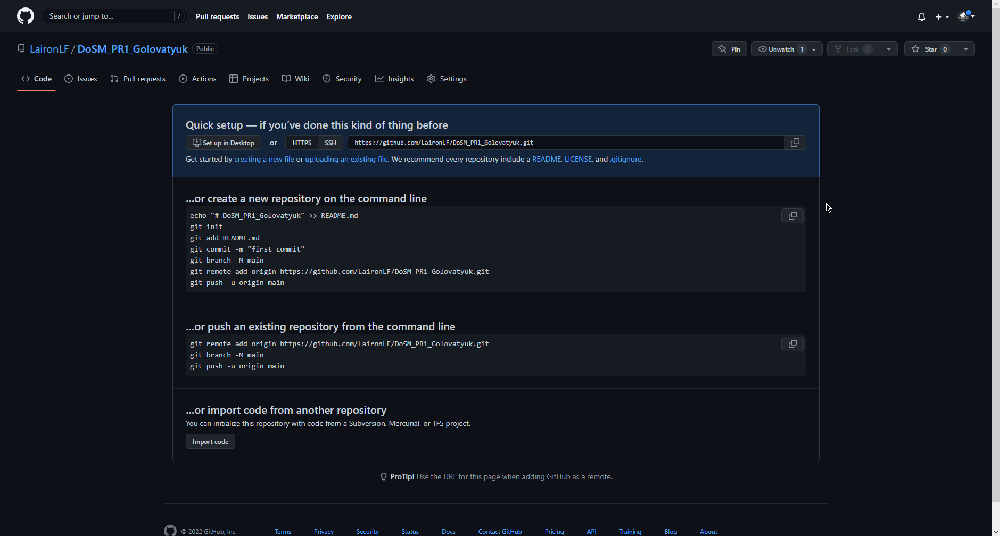 Search or jump to... /
Pull requests Issues Marketplace Explore
LaironLF / DoSM_PR1_Golovatyuk Public
Pin Unwatch 1 Fork 0 Star 0
Code Issues Pull requests Actions Projects Wiki Security Insights Settings
Quick setup — if you’ve done this kind of thing before
Set up in Desktop or HTTPS SSH https://github.com/LaironLF/DoSM_PR1_Golovatyuk.git
Get started by creating a new file or uploading an existing file. We recommend every repository include a README, LICENSE, and .gitignore.
…or create a new repository on the command line
echo "# DoSM_PR1_Golovatyuk" >> README.md
git init
git add README.md
git commit -m "first commit"
git branch -M main
git remote add origin https://github.com/LaironLF/DoSM_PR1_Golovatyuk.git
git push -u origin main
…or push an existing repository from the command line
git remote add origin https://github.com/LaironLF/DoSM_PR1_Golovatyuk.git
git branch -M main
git push -u origin main
…or import code from another repository
You can initialize this repository with code from a Subversion, Mercurial, or TFS project.
Import code
ProTip! Use the URL for this page when adding GitHub as a remote.
© 2022 GitHub, Inc. Terms Privacy Security Status Docs Contact GitHub Pricing API Training Blog About